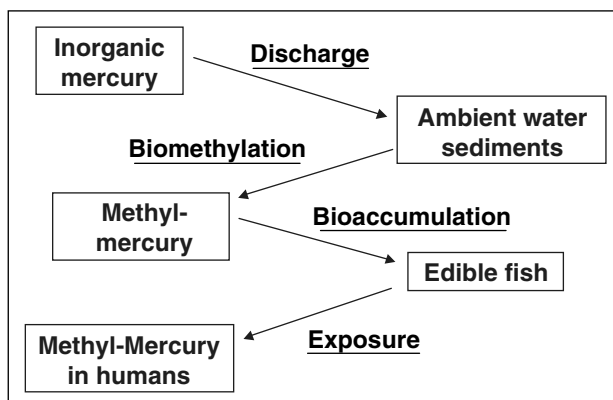 Inorganic
mercury
Discharge
Ambient water
sediments
Biomethylation
Methyl-
mercury
Bioaccumulation
Edible fish
Exposure
Methyl-Mercury
in humans